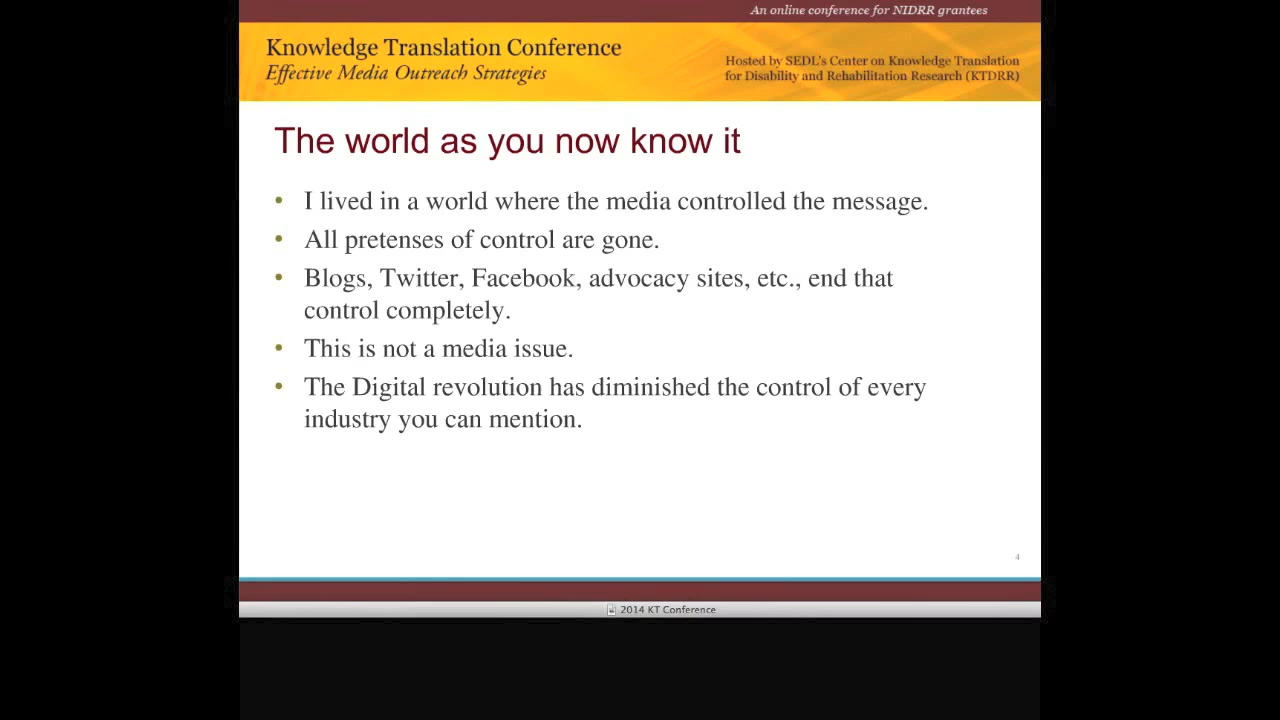 An online conference for NIDRR grantees
Knowledge Translation Conference
Effective Media Outreach Strategies
Hosted by SEDL's Center on Knowledge Translation
for Disability and Rehabilitation Research (KTDRR)
The world as you now know it
• I lived in a world where the media controlled the message.
• All pretenses of control are gone.
• Blogs, Twitter, Facebook, advocacy sites, etc., end that
control completely.
• This is not a media issue.
• The Digital revolution has diminished the control of every
industry you can mention.
4
2014 KT Conference